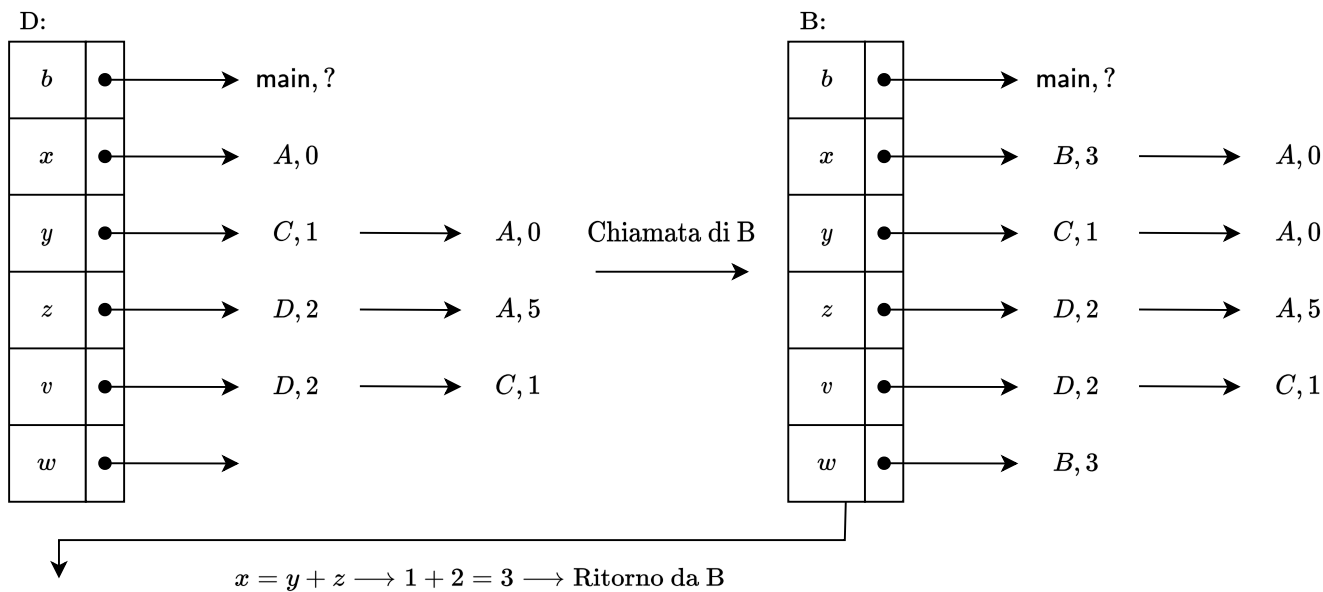 D:
b main, ?
x A, 0
y C, 1 A, 0
z D, 2 A, 5
v D, 2 C, 1
w
Chiamata di B
B:
b main, ?
x B, 3 A, 0
y C, 1 A, 0
z D, 2 A, 5
v D, 2 C, 1
w B, 3
x = y + z ⟶ 1 + 2 = 3 ⟶ Ritorno da B